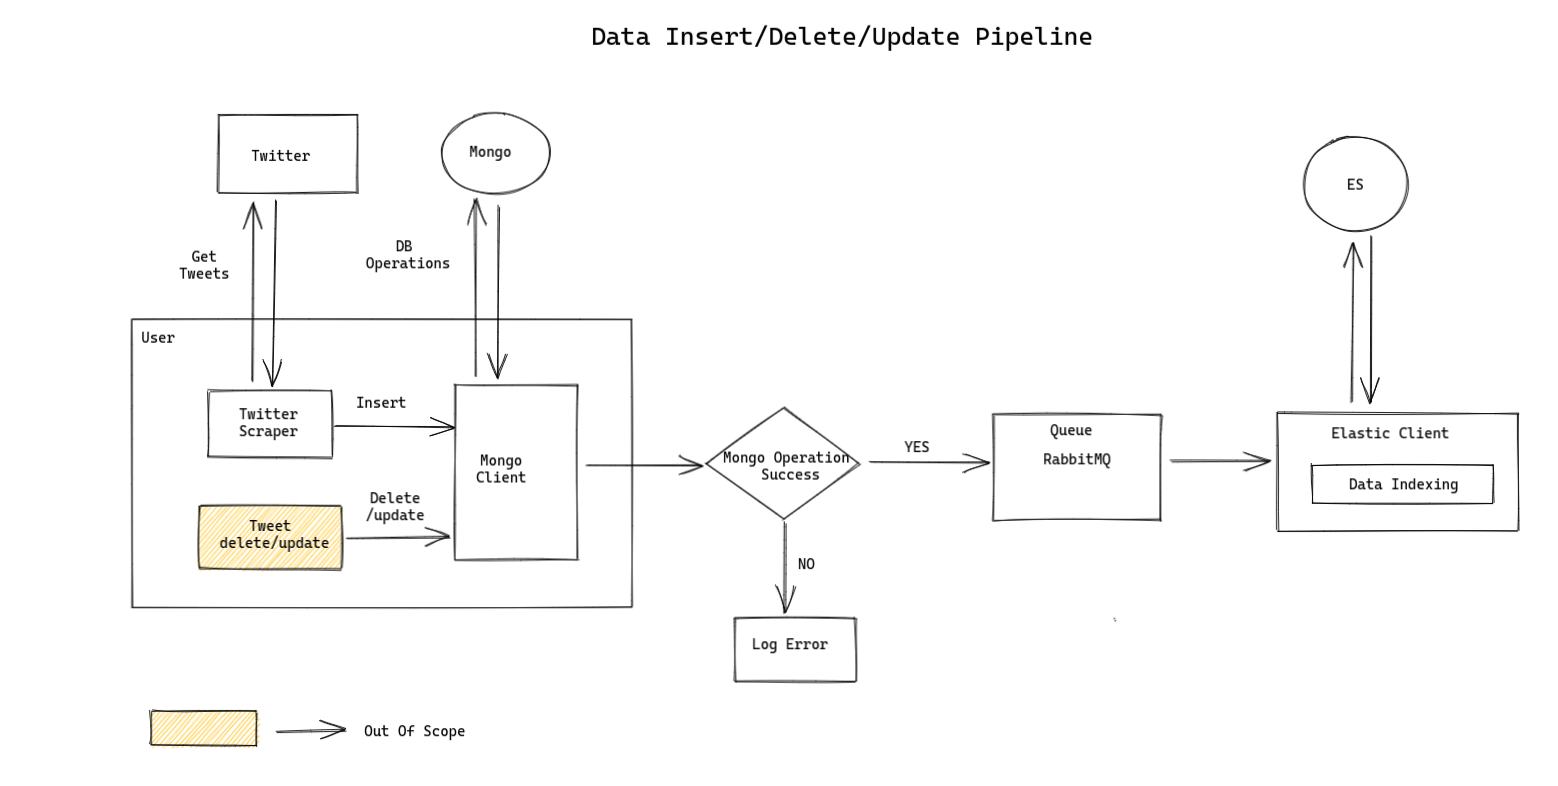 Data Insert/Delete/Update Pipeline
Twitter
Mongo
ES
Get
Tweets
DB
Operations
User
Twitter
Scraper
Insert
Mongo
Client
Tweet
delete/update
Delete
/update
Mongo Operation
Success
YES
NO
Log Error
Queue
RabbitMQ
Elastic Client
Data Indexing
Out Of Scope